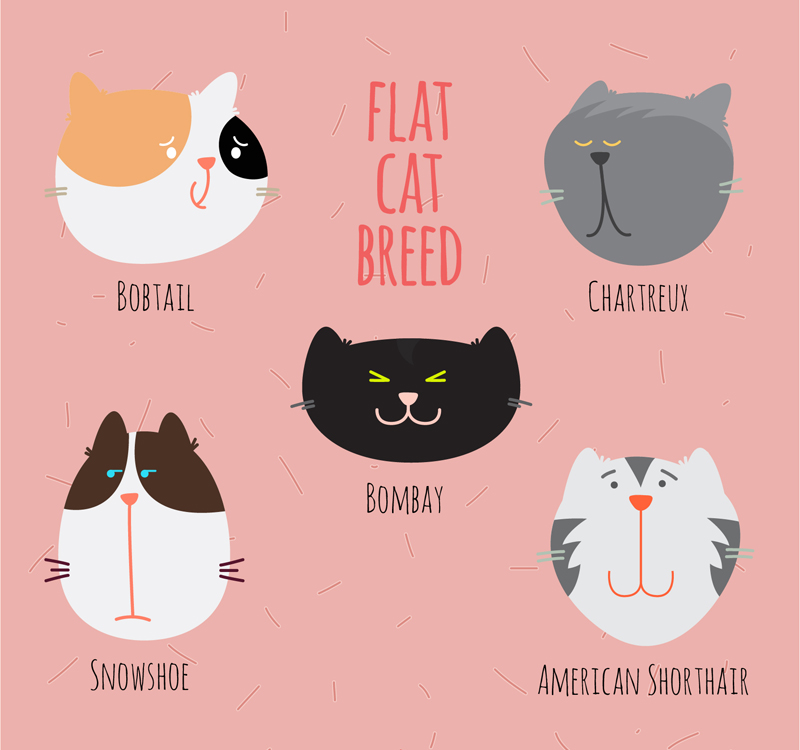 FLAT
CAT
BREED
BOBTAIL
CHARTREUX
BOMBAY
SNOWSHOE
AMERICAN SHORTHAIR